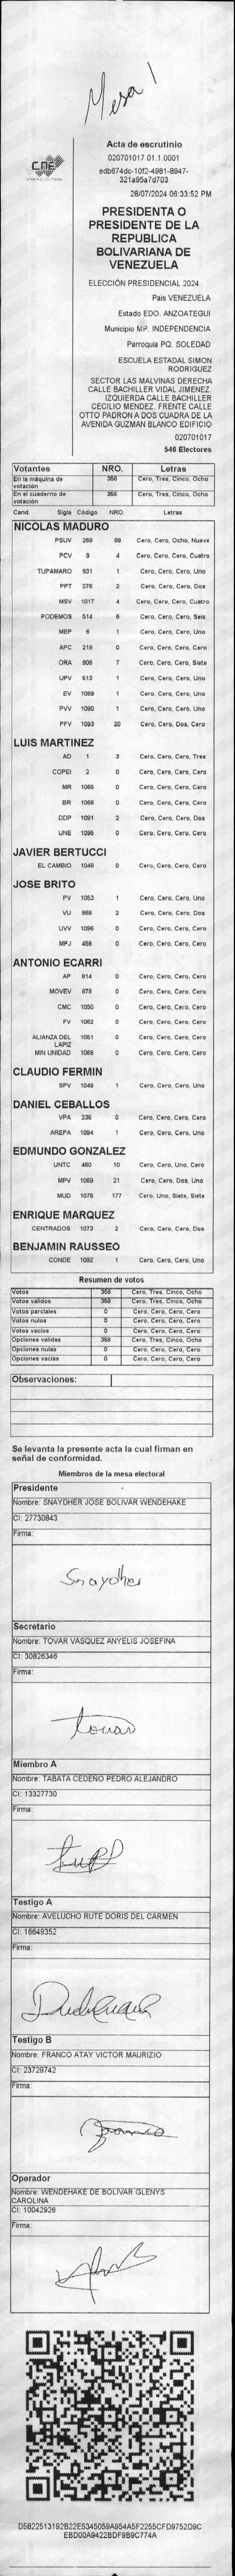 Mesa 1
CNE
Acta de escrutinio
020701017.01.1.0001
edb674dc-10f2-4981-8947-
321a95a7d703
28/07/2024 06:33:52 PM
PRESIDENTA O
PRESIDENTE DE LA
REPUBLICA
BOLIVARIANA DE
VENEZUELA
ELECCIÓN PRESIDENCIAL 2024
País VENEZUELA
Estado EDO. ANZOATEGUI
Municipio MP. INDEPENDENCIA
Parroquia PQ. SOLEDAD
ESCUELA ESTADAL SIMON
RODRIGUEZ
SECTOR LAS MALVINAS DERECHA
CALLE BACHILLER VIDAL JIMENEZ.
IZQUIERDA CALLE BACHILLER
CECILIO MENDEZ. FRENTE CALLE
OTTO PADRON A DOS CUADRA DE LA
AVENIDA GUZMAN BLANCO EDIFICIO
020701017
546 Electores
Votantes NRO. Letras
En la máquina de votación 358 Cero, Tres, Cinco, Ocho
En el cuaderno de votación 358 Cero, Tres, Cinco, Ocho
Cand. Sigla Código NRO. Letras
NICOLAS MADURO
PSUV 269 89 Cero, Cero, Ocho, Nueve
PCV 9 4 Cero, Cero, Cero, Cuatro
TUPAMARO 931 1 Cero, Cero, Cero, Uno
PPT 276 2 Cero, Cero, Cero, Dos
MSV 1017 4 Cero, Cero, Cero, Cuatro
PODEMOS 514 6 Cero, Cero, Cero, Seis
MEP 6 1 Cero, Cero, Cero, Uno
APC 219 0 Cero, Cero, Cero, Cero
ORA 906 7 Cero, Cero, Cero, Siete
UPV 613 1 Cero, Cero, Cero, Uno
EV 1089 1 Cero, Cero, Cero, Uno
PVV 1090 1 Cero, Cero, Cero, Uno
PFV 1093 20 Cero, Cero, Dos, Cero
LUIS MARTINEZ
AD 1 3 Cero, Cero, Cero, Tres
COPEI 2 0 Cero, Cero, Cero, Cero
MR 1065 0 Cero, Cero, Cero, Cero
BR 1066 0 Cero, Cero, Cero, Cero
DDP 1091 2 Cero, Cero, Cero, Dos
UNE 1095 0 Cero, Cero, Cero, Cero
JAVIER BERTUCCI
EL CAMBIO 1048 0 Cero, Cero, Cero, Cero
JOSE BRITO
PV 1053 1 Cero, Cero, Cero, Uno
VU 868 2 Cero, Cero, Cero, Dos
UVV 1096 0 Cero, Cero, Cero, Cero
MPJ 458 0 Cero, Cero, Cero, Cero
ANTONIO ECARRI
AP 814 0 Cero, Cero, Cero, Cero
MOVEV 878 0 Cero, Cero, Cero, Cero
CMC 1050 0 Cero, Cero, Cero, Cero
FV 1062 0 Cero, Cero, Cero, Cero
ALIANZA DEL LAPIZ 1051 0 Cero, Cero, Cero, Cero
MIN UNIDAD 1068 0 Cero, Cero, Cero, Cero
CLAUDIO FERMIN
SPV 1049 1 Cero, Cero, Cero, Uno
DANIEL CEBALLOS
VPA 236 0 Cero, Cero, Cero, Cero
AREPA 1094 1 Cero, Cero, Cero, Uno
EDMUNDO GONZALEZ
UNTC 460 10 Cero, Cero, Uno, Cero
MPV 1069 21 Cero, Cero, Dos, Uno
MUD 1075 177 Cero, Uno, Siete, Siete
ENRIQUE MARQUEZ
CENTRADOS 1073 2 Cero, Cero, Cero, Dos
BENJAMIN RAUSSEO
CONDE 1092 1 Cero, Cero, Cero, Uno
Resumen de votos
Votos 358 Cero, Tres, Cinco, Ocho
Votos validos 358 Cero, Tres, Cinco, Ocho
Votos parciales 0 Cero, Cero, Cero, Cero
Votos nulos 0 Cero, Cero, Cero, Cero
Votos vacios 0 Cero, Cero, Cero, Cero
Opciones validas 358 Cero, Tres, Cinco, Ocho
Opciones nulas 0 Cero, Cero, Cero, Cero
Opciones vacias 0 Cero, Cero, Cero, Cero
Observaciones:
Se levanta la presente acta la cual firman en
señal de conformidad.
Miembros de la mesa electoral
Presidente
Nombre: SNAYDHER JOSE BOLIVAR WENDEHAKE
CI: 27730843
Firma:
Snaydher
Secretario
Nombre: TOVAR VASQUEZ ANYELIS JOSEFINA
CI: 30826346
Firma:
tovar
Miembro A
Nombre: TABATA CEDEÑO PEDRO ALEJANDRO
CI: 13327730
Firma:
Testigo A
Nombre: AVELUCHO RUTE DORIS DEL CARMEN
CI: 16649352
Firma:
Testigo B
Nombre: FRANCO ATAY VICTOR MAURIZIO
CI: 23729742
Firma:
Operador
Nombre: WENDEHAKE DE BOLIVAR GLENYS
CAROLINA
CI: 10042926
Firma:
D5B22513192B22E5345059A954A5F2255CFD9752D9C
EBD00A9422BDF9B9C774A